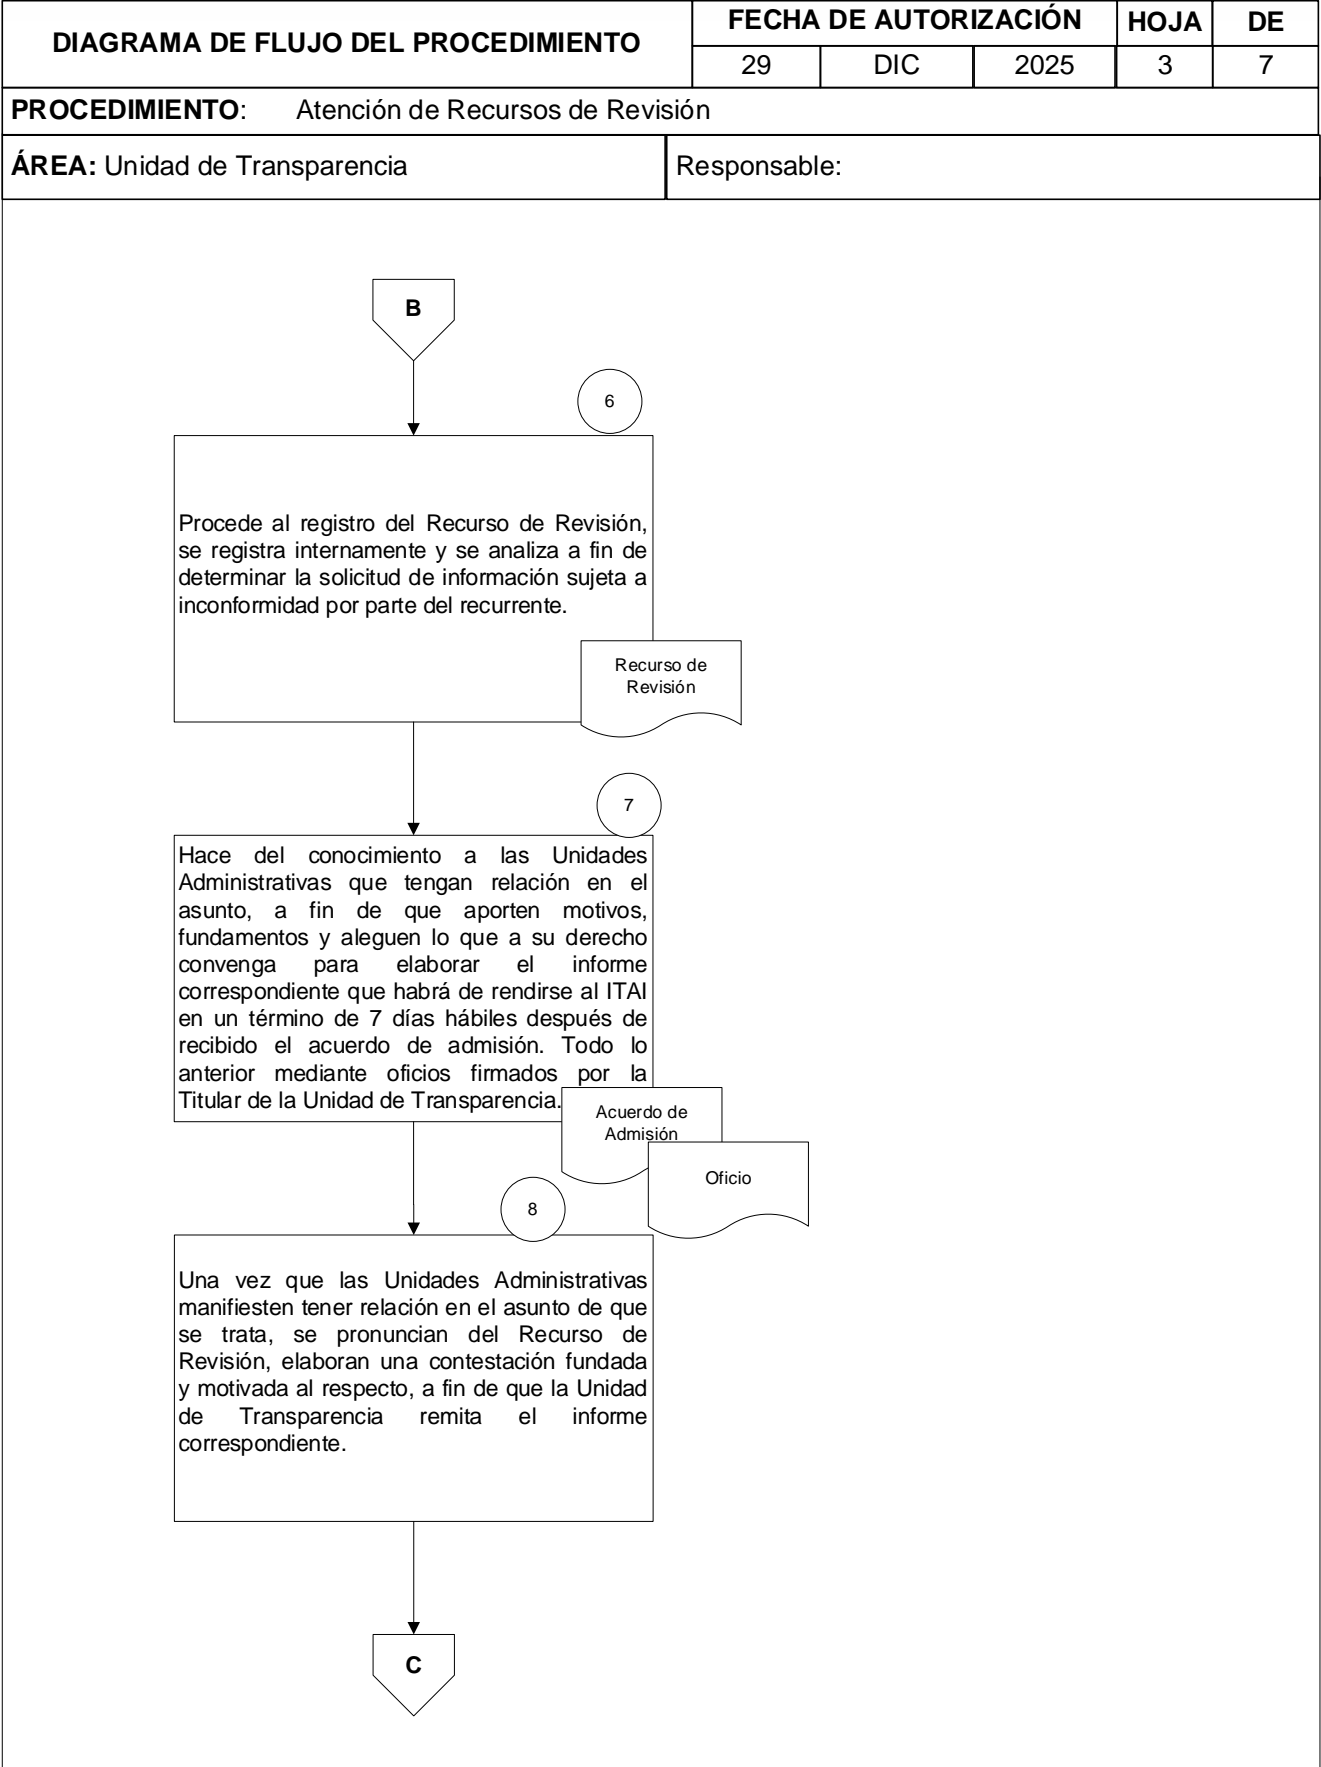 DIAGRAMA DE FLUJO DEL PROCEDIMIENTO
FECHA DE AUTORIZACIÓN
HOJA
DE
29
DIC
2025
3
7
PROCEDIMIENTO: Atención de Recursos de Revisión
ÁREA: Unidad de Transparencia
Responsable:
B
6
Procede al registro del Recurso de Revisión,
se registra internamente y se analiza a fin de
determinar la solicitud de información sujeta a
inconformidad por parte del recurrente.
Recurso de
Revisión
7
Hace del conocimiento a las Unidades
Administrativas que tengan relación en el
asunto, a fin de que aporten motivos,
fundamentos y aleguen lo que a su derecho
convenga para elaborar el informe
correspondiente que habrá de rendirse al ITAI
en un término de 7 días hábiles después de
recibido el acuerdo de admisión. Todo lo
anterior mediante oficios firmados por la
Titular de la Unidad de Transparencia.
Acuerdo de
Admisión
Oficio
8
Una vez que las Unidades Administrativas
manifiesten tener relación en el asunto de que
se trata, se pronuncian del Recurso de
Revisión, elaboran una contestación fundada
y motivada al respecto, a fin de que la Unidad
de Transparencia remita el informe
correspondiente.
C